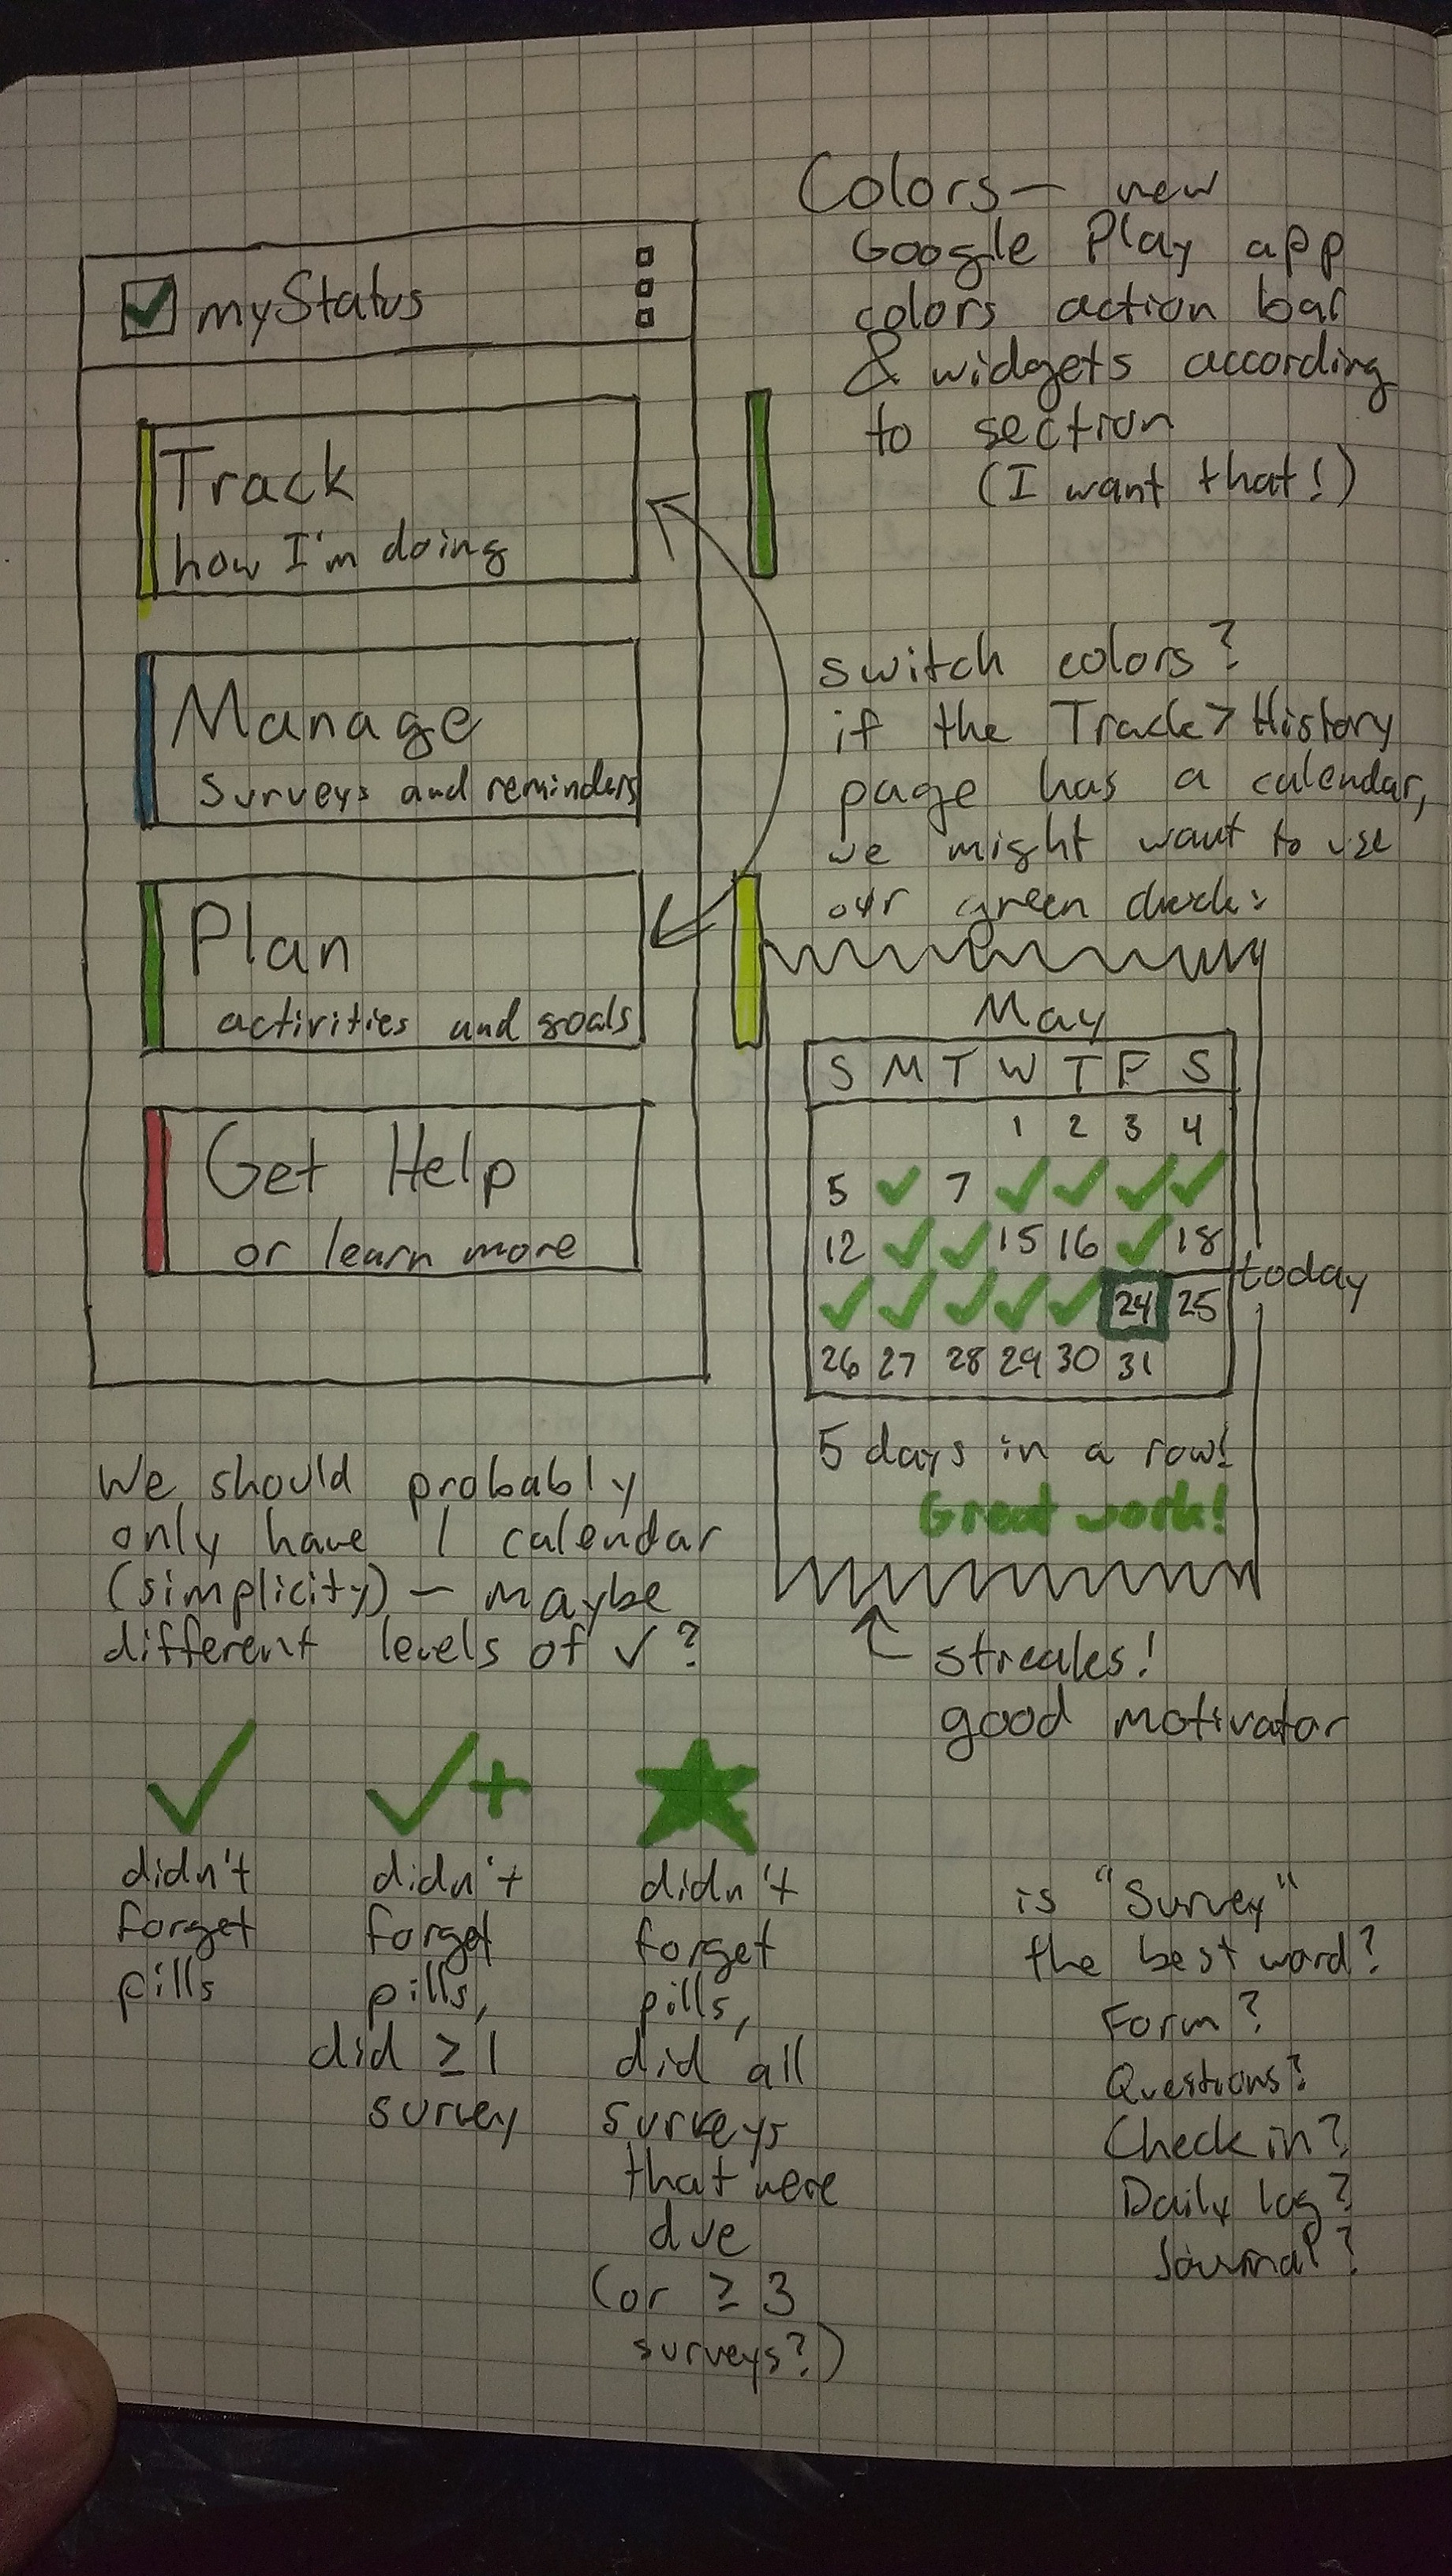 Colors— new
Google Play app
colors action bar
& widgets according
to section
(I want that!)
✓ myStatus
Track
how I'm doing
Manage
surveys and reminders
Plan
activities and goals
Get Help
or learn more
switch colors?
if the Track > History
page has a calendar,
we might want to use
our green checks
May
S M T W T F S
1 2 3 4
5 ✓ 7 ✓ ✓ ✓ ✓
12 ✓ ✓ 15 16 ✓ 18
✓ ✓ ✓ ✓ ✓ 24 25
26 27 28 29 30 31
today
5 days in a row!
Great work!
streaks!
good motivator
We should probably
only have 1 calendar
(simplicity) — maybe
different levels of ✓?
✓
didn't
forget
pills
✓+
didn't
forget
pills,
did ≥ 1
survey
★
didn't
forget
pills,
did all
surveys
that were
due
(or ≥ 3
surveys?)
is "Survey"
the best word?
Form?
Questions?
Check in?
Daily log?
Journal?